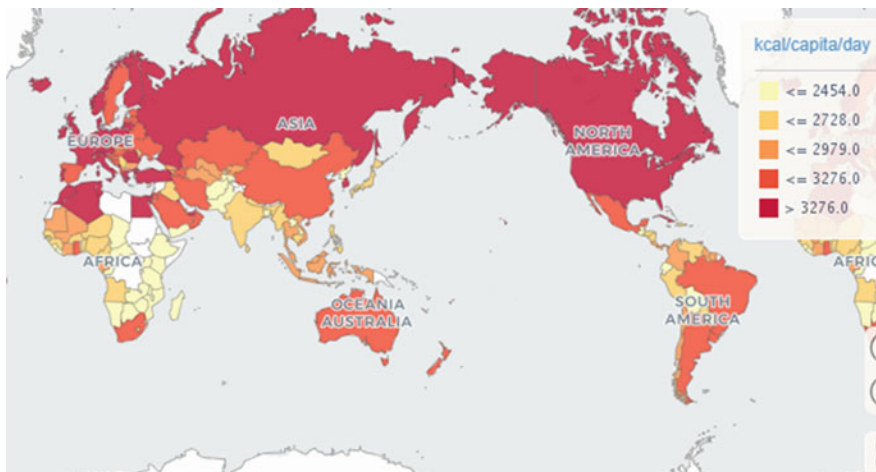 kcal/capita/day
<= 2454.0
<= 2728.0
<= 2979.0
<= 3276.0
> 3276.0
ASIA
EUROPE
NORTH
AMERICA
AFRICA
OCEANIA
AUSTRALIA
SOUTH
AMERICA
AFRIC